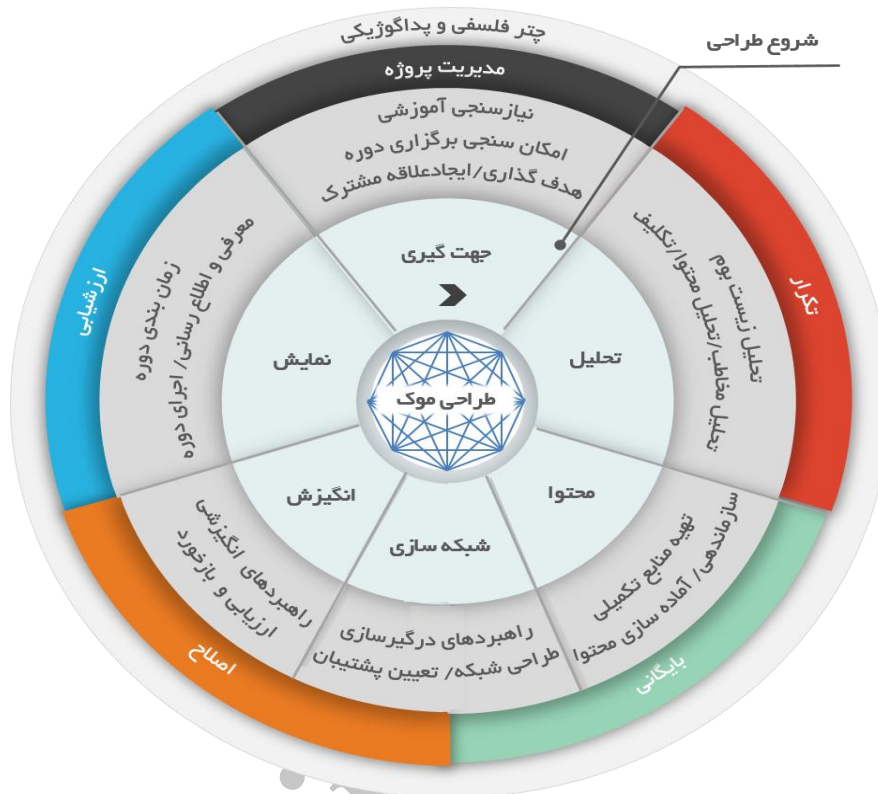 چتر فلسفی و پداگوژیکی
شروع طراحی
مدیریت پروژه
نیازسنجی آموزشی
امکان سنجی برگزاری دوره
هدف گذاری/ایجادعلاقه مشترک
جهت گیری
تکرار
تحلیل زیست بوم
تحلیل مخاطب/تحلیل محتوا/تکلیف
تحلیل
بایگانی
تهیه منابع تکمیلی
سازماندهی/ آماده سازی محتوا
محتوا
شبکه سازی
راهبردهای درگیرسازی
طراحی شبکه/ تعیین پشتیبان
اصلاح
انگیزش
راهبردهای انگیزشی
ارزیابی و بازخورد
ارزشیابی
نمایش
معرفی و اطلاع رسانی/ اجرای دوره
زمان بندی دوره
طراحی موک